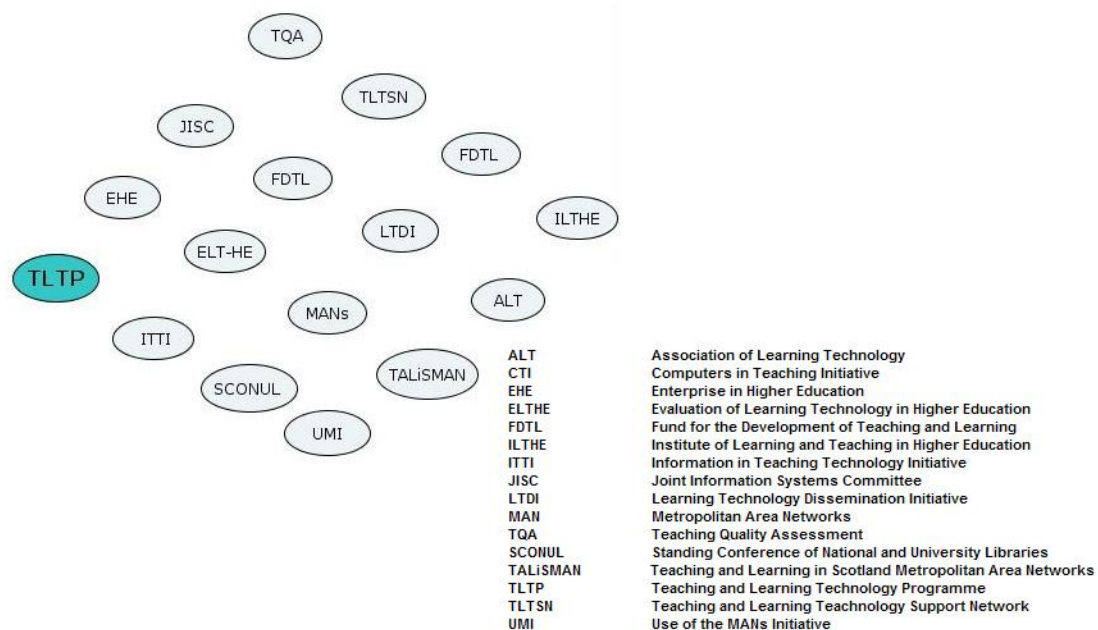 TQA
TLTSN
JISC
FDTL
FDTL
EHE
ILTHE
LTDI
ELT-HE
TLTP
ALT
MANs
ITTI
TALiSMAN
SCONUL
UMI
ALT Association of Learning Technology
CTI Computers in Teaching Initiative
EHE Enterprise in Higher Education
ELTHE Evaluation of Learning Technology in Higher Education
FDTL Fund for the Development of Teaching and Learning
ILTHE Institute of Learning and Teaching in Higher Education
ITTI Information in Teaching Technology Initiative
JISC Joint Information Systems Committee
LTDI Learning Technology Dissemination Initiative
MAN Metropolitan Area Networks
TQA Teaching Quality Assessment
SCONUL Standing Conference of National and University Libraries
TALiSMAN Teaching and Learning in Scotland Metropolitan Area Networks
TLTP Teaching and Learning Technology Programme
TLTSN Teaching and Learning Teachnology Support Network
UMI Use of the MANs Initiative